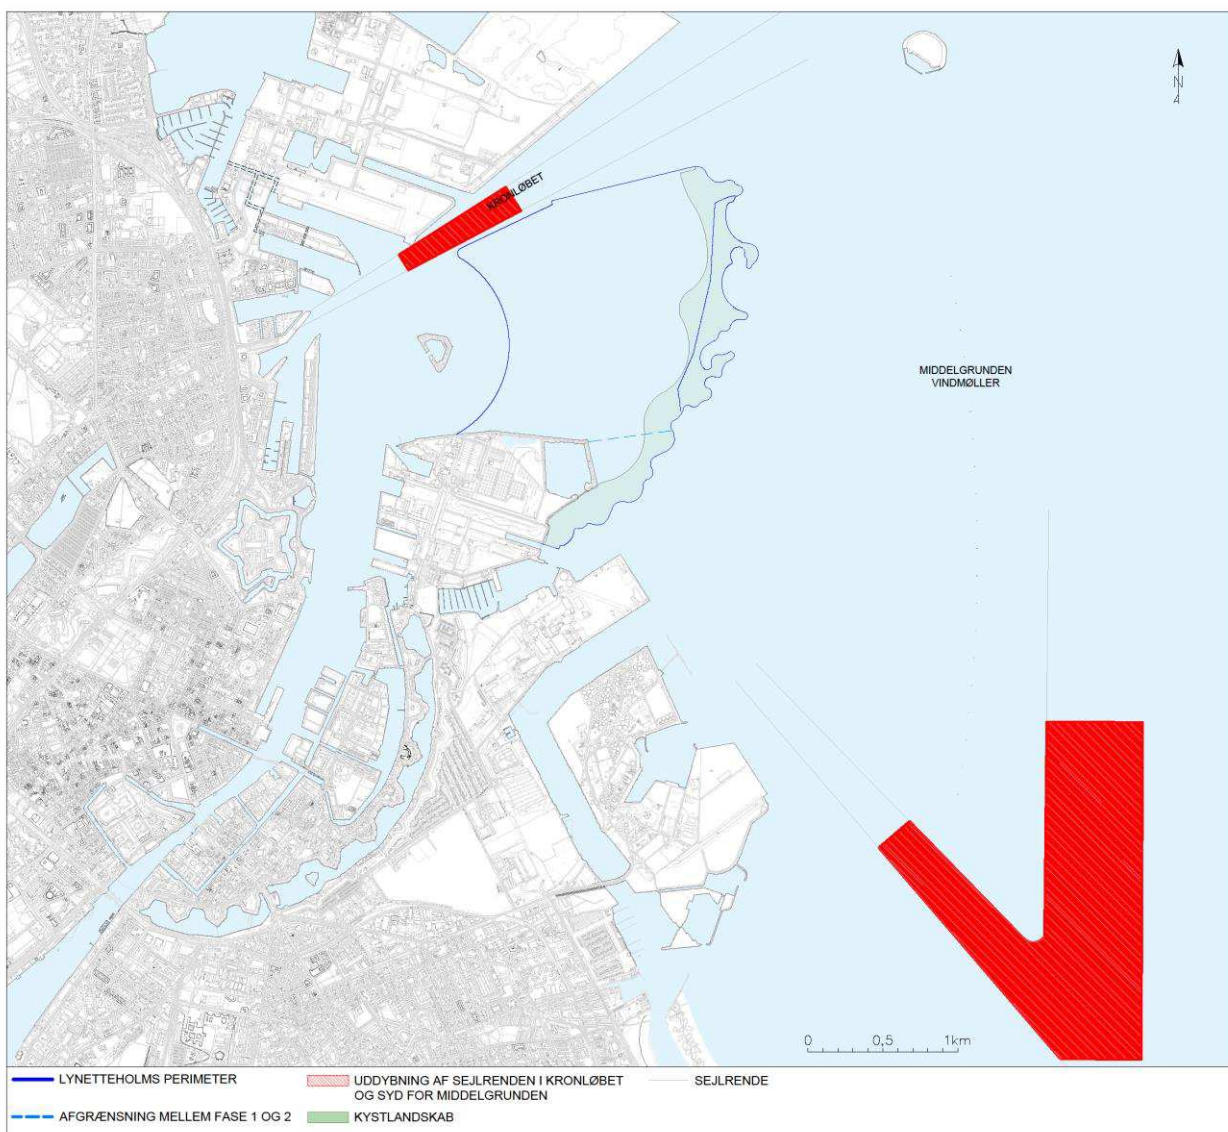 N
KRONLØBET
MIDDELGRUNDEN
VINDMØLLER
0 0,5 1km
LYNETTEHOLMS PERIMETER
UDDYBNING AF SEJLRENDEN I KRONLØBET
OG SYD FOR MIDDELGRUNDEN
SEJLRENDE
AFGRÆNSNING MELLEM FASE 1 OG 2
KYSTLANDSKAB